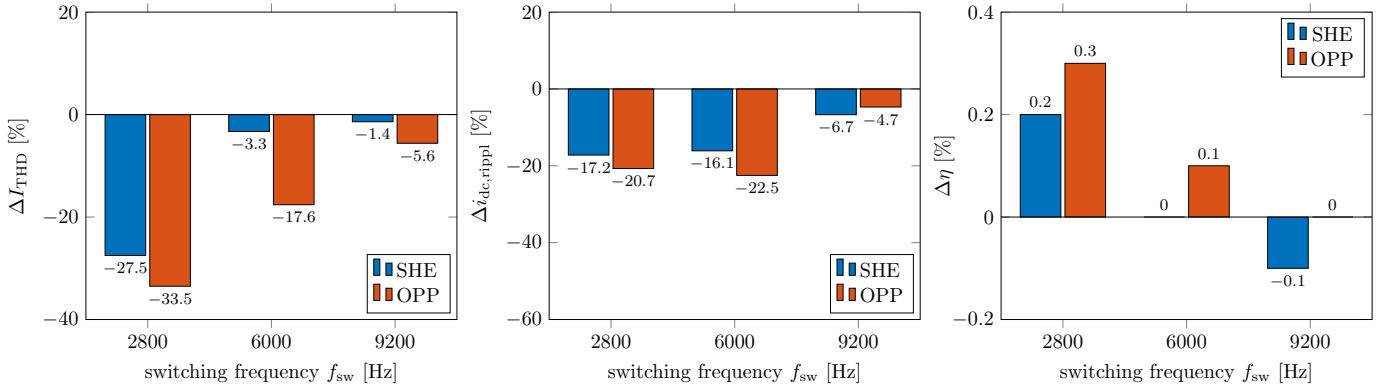 20
0
−20
−40
ΔI_THD [%]
−27.5
−3.3
−1.4
−33.5
−17.6
−5.6
SHE
OPP
2800 6000 9200
switching frequency f_sw [Hz]
20
0
−20
−40
−60
Δi_dc,rippl [%]
−17.2
−16.1
−6.7
−20.7
−22.5
−4.7
SHE
OPP
2800 6000 9200
switching frequency f_sw [Hz]
0.4
0.2
0
−0.2
Δη [%]
0.2
0
−0.1
0.3
0.1
0
SHE
OPP
2800 6000 9200
switching frequency f_sw [Hz]